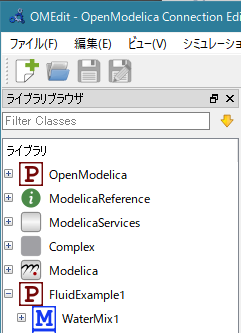 OMEdit - OpenModelica Connection Edi
ファイル(F) 編集(E) ビュー(V) シミュレーショ
ライブラリブラウザ
Filter Classes
ライブラリ
P OpenModelica
i ModelicaReference
ModelicaServices
Complex
m Modelica
P FluidExample1
M WaterMix1